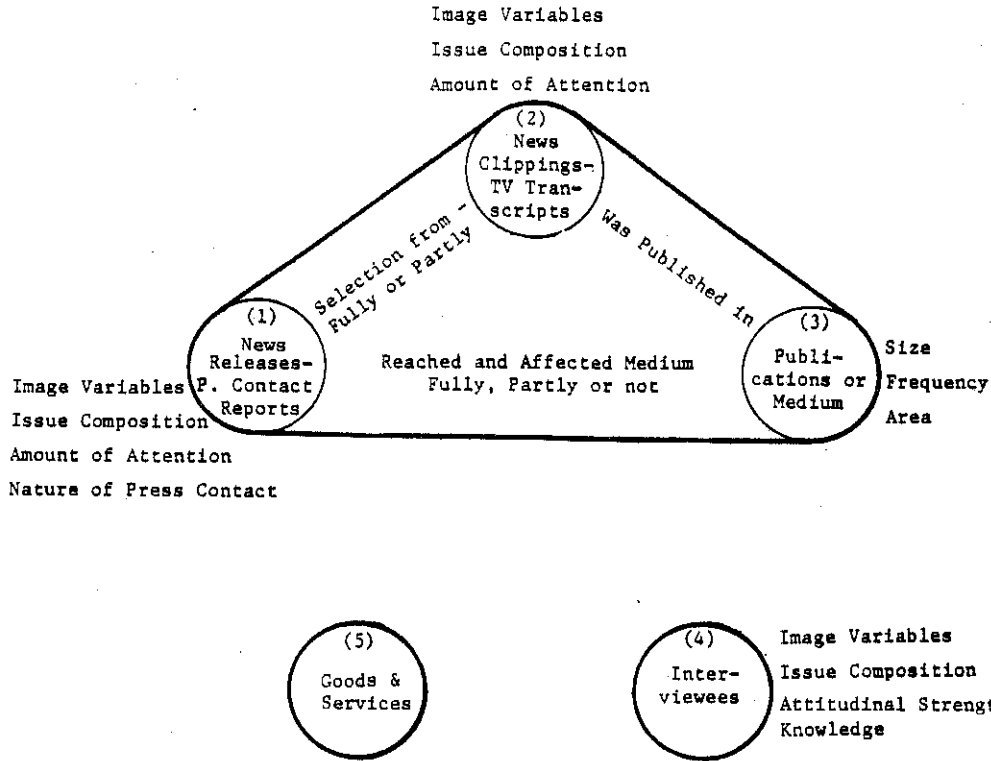 Image Variables
Issue Composition
Amount of Attention
(2)
News
Clippings-
TV Tran-
scripts
Selection from -
Fully or Partly
Was Published in
(1)
News
Releases-
P. Contact
Reports
Reached and Affected Medium
Fully, Partly or not
(3)
Publi-
cations or
Medium
Size
Frequency
Area
Image Variables
Issue Composition
Amount of Attention
Nature of Press Contact
(5)
Goods &
Services
(4)
Inter-
viewees
Image Variables
Issue Composition
Attitudinal Strengt
Knowledge